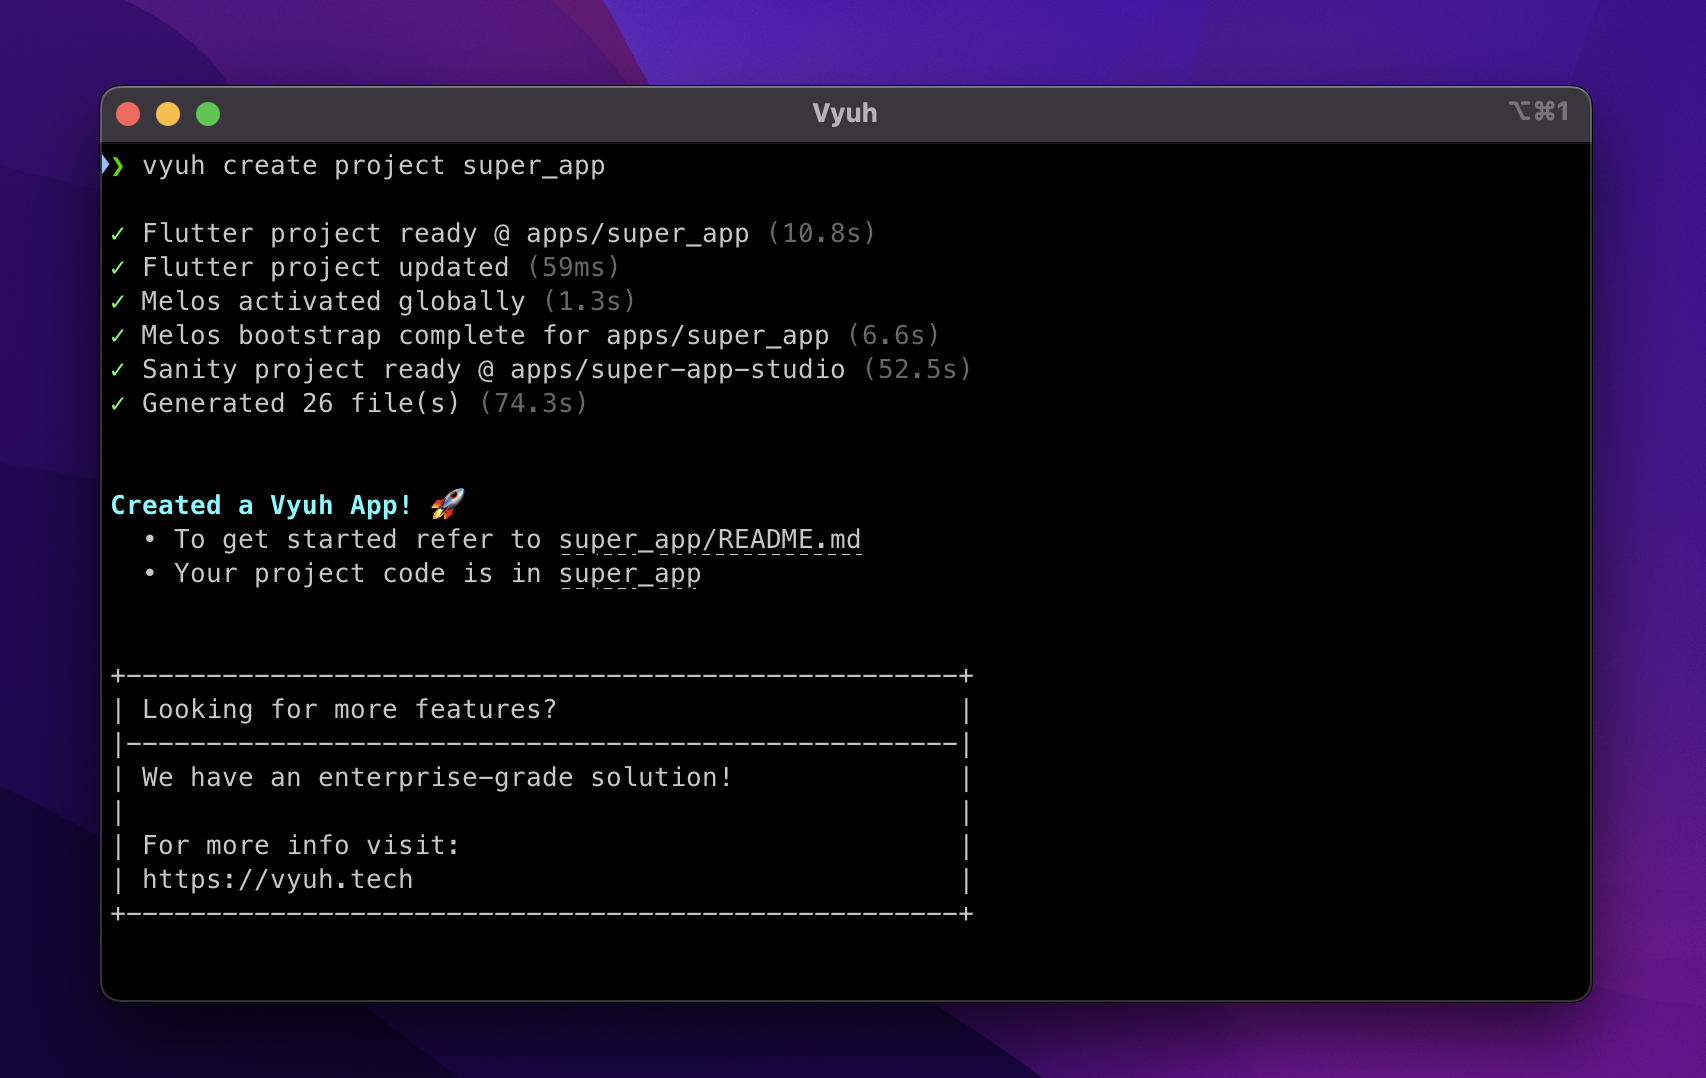 Vyuh
⌥⌘1
❯ vyuh create project super_app
✓ Flutter project ready @ apps/super_app (10.8s)
✓ Flutter project updated (59ms)
✓ Melos activated globally (1.3s)
✓ Melos bootstrap complete for apps/super_app (6.6s)
✓ Sanity project ready @ apps/super-app-studio (52.5s)
✓ Generated 26 file(s) (74.3s)
Created a Vyuh App! 🚀
• To get started refer to super_app/README.md
• Your project code is in super_app
+----------------------------------------------------+
| Looking for more features? |
|----------------------------------------------------|
| We have an enterprise-grade solution! |
| |
| For more info visit: |
| https://vyuh.tech |
+----------------------------------------------------+